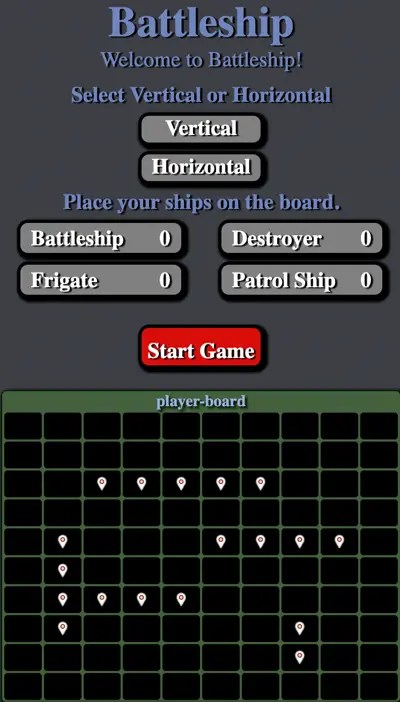 Battleship
Welcome to Battleship!
Select Vertical or Horizontal
Vertical
Horizontal
Place your ships on the board.
Battleship 0
Destroyer 0
Frigate 0
Patrol Ship 0
Start Game
player-board